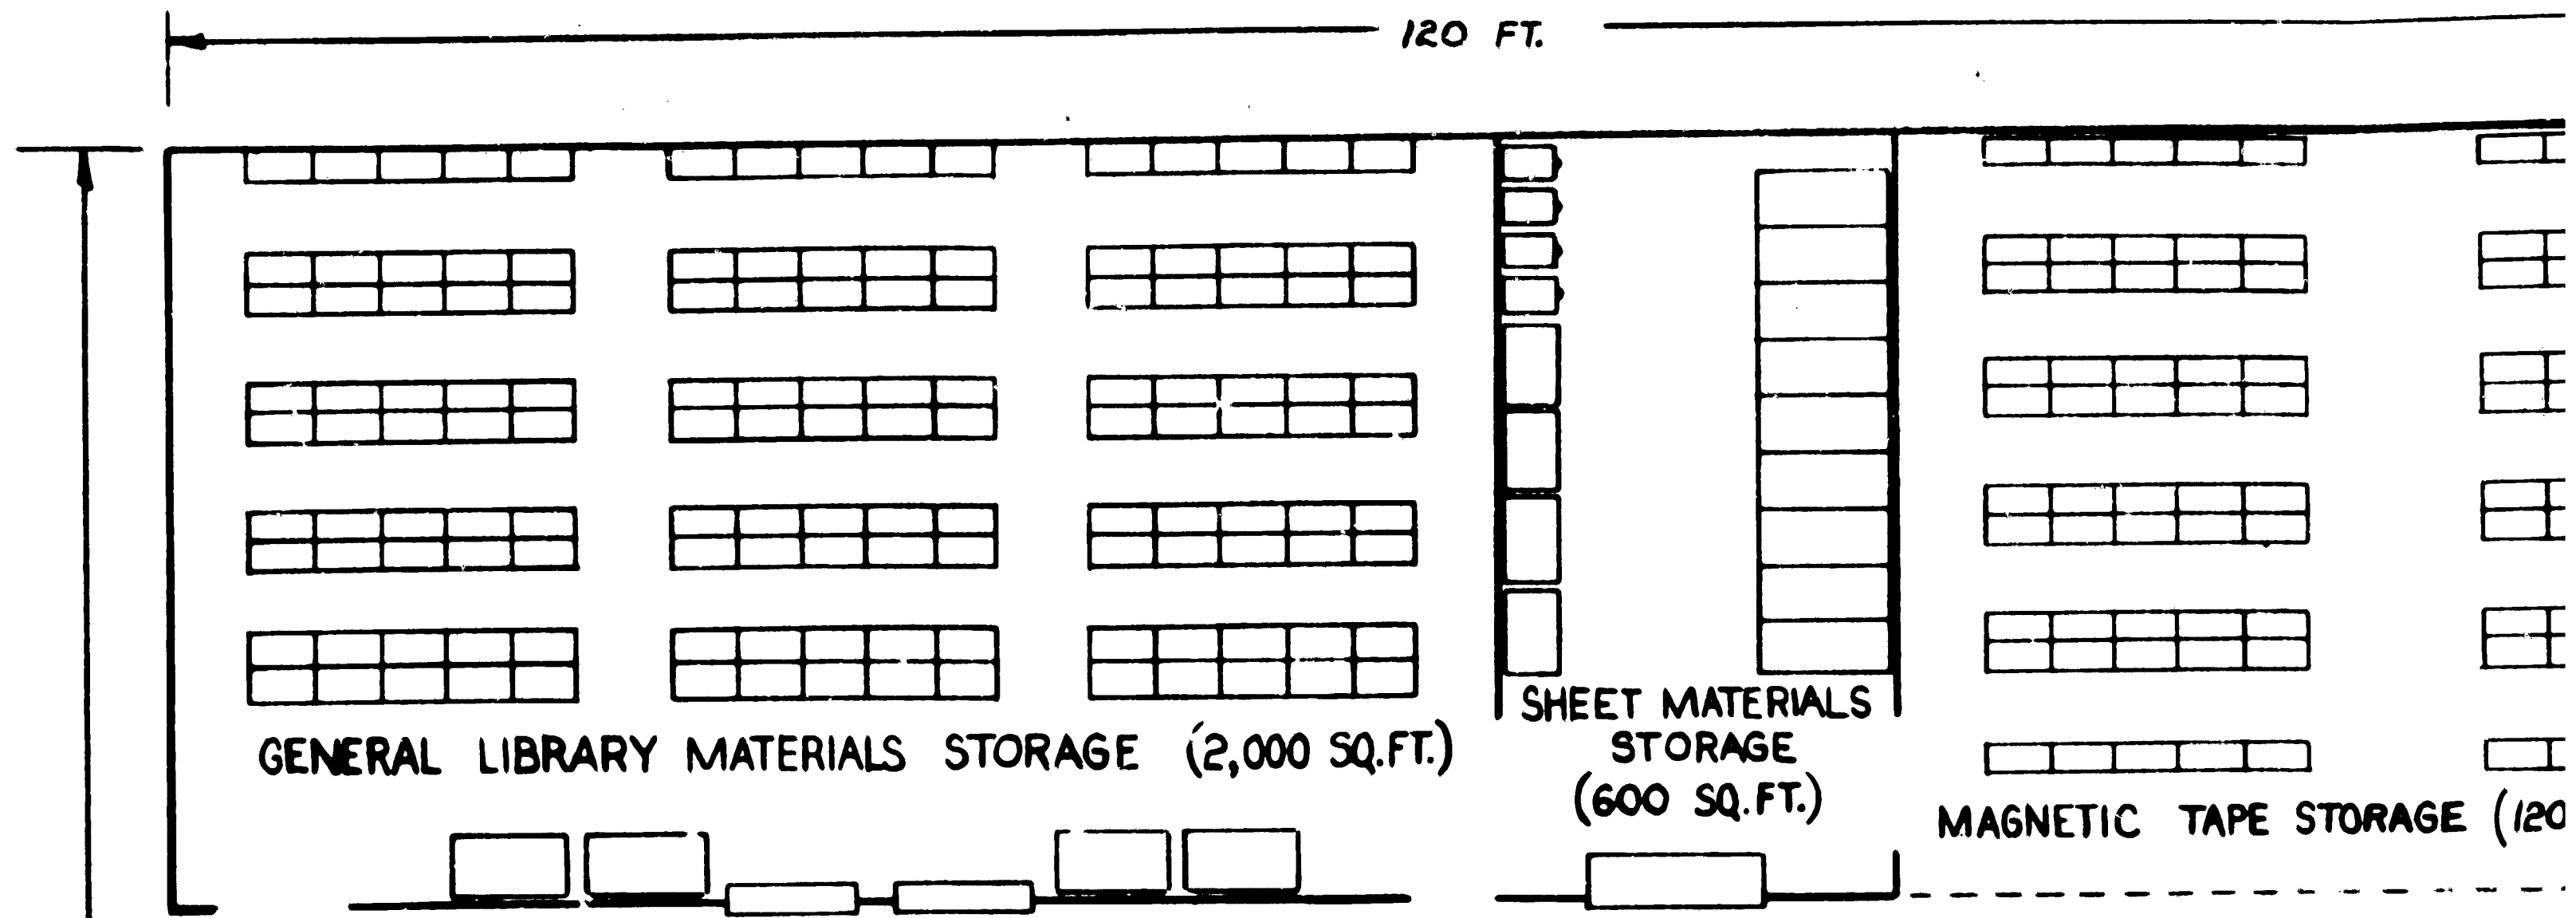 120 FT.
GENERAL LIBRARY MATERIALS STORAGE (2,000 SQ.FT.)
SHEET MATERIALS
STORAGE
(600 SQ.FT.)
MAGNETIC TAPE STORAGE (120